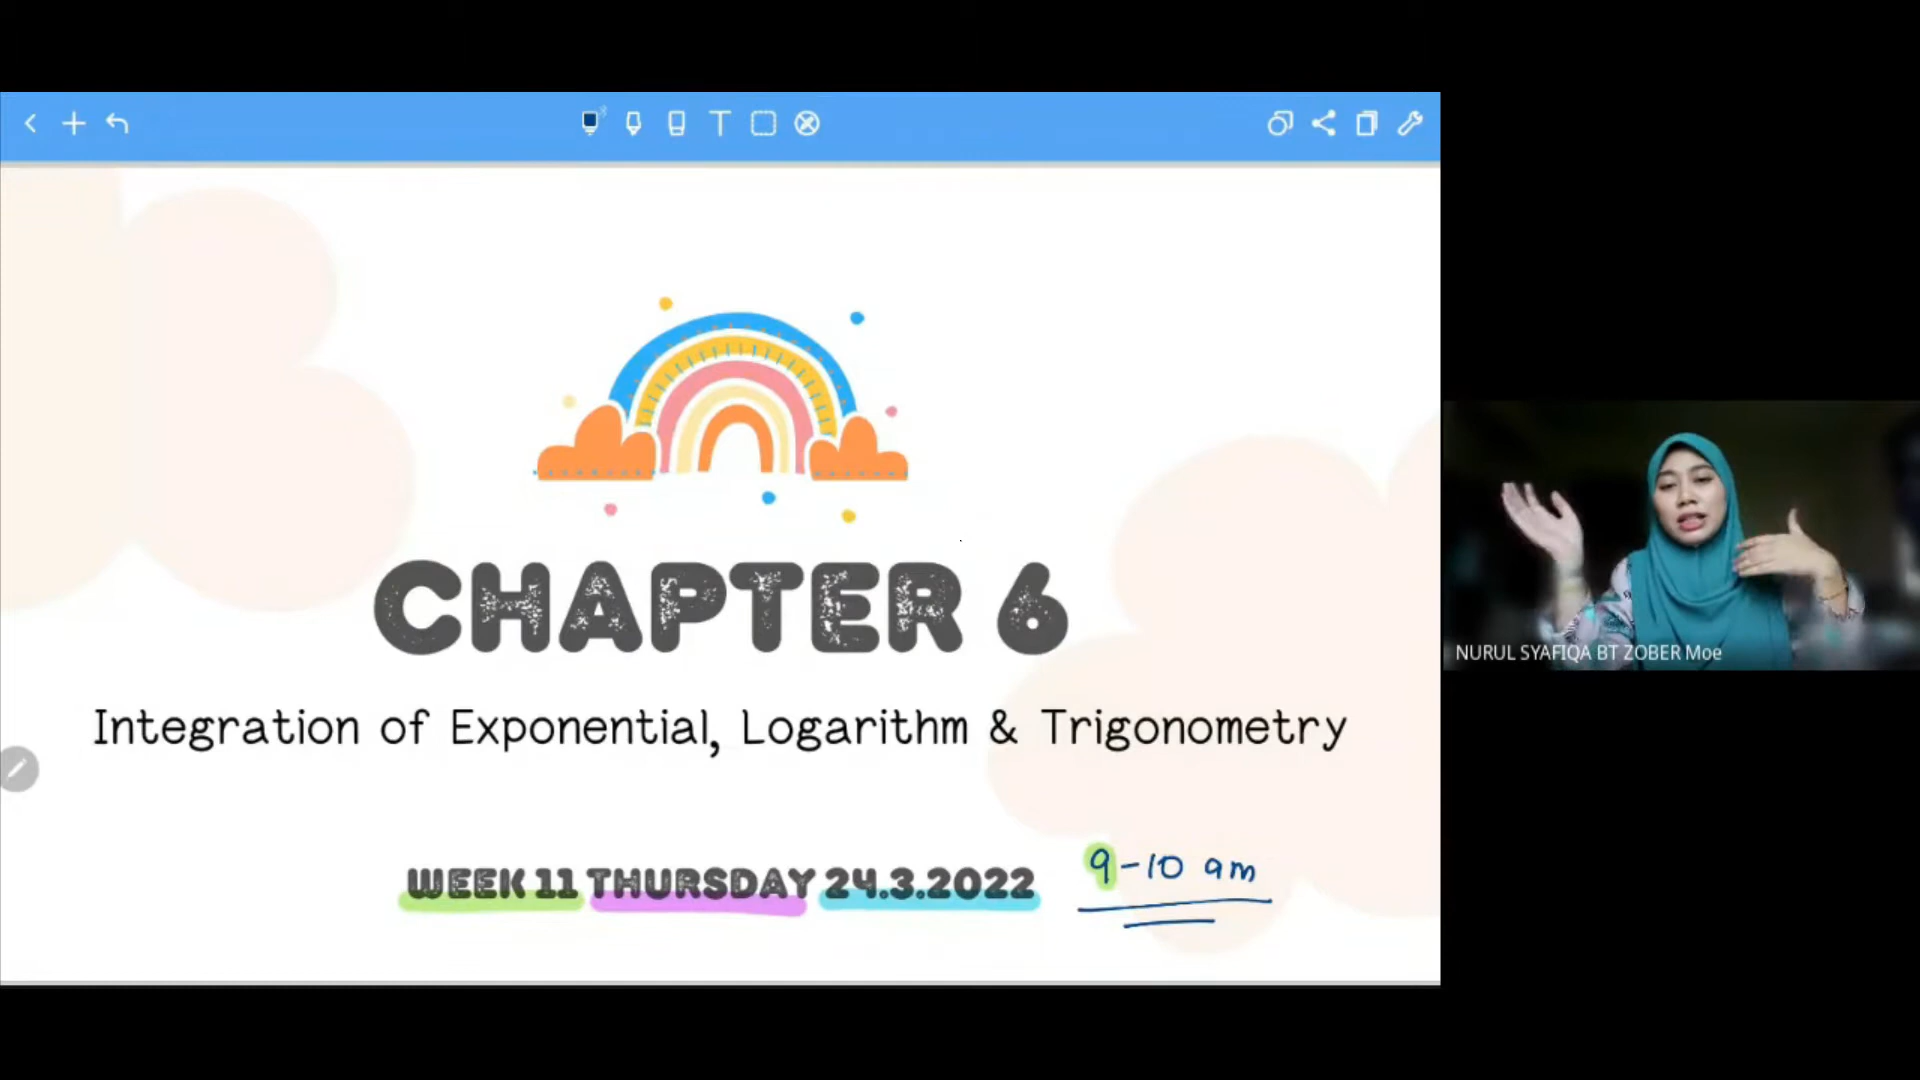 CHAPTER 6
Integration of Exponential, Logarithm & Trigonometry
WEEK 11 THURSDAY 24.3.2022 9-10 am
NURUL SYAFIQA BT ZOBER Moe